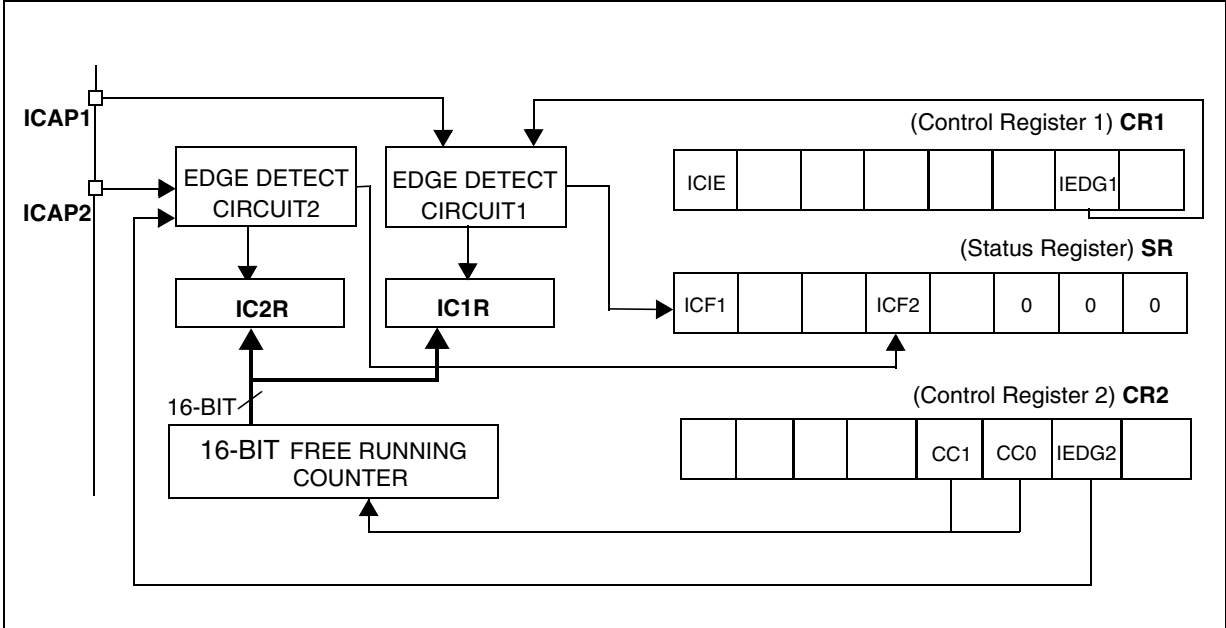 ICAP1
ICAP2
EDGE DETECT
CIRCUIT2
EDGE DETECT
CIRCUIT1
IC2R
IC1R
16-BIT
16-BIT FREE RUNNING
COUNTER
(Control Register 1) CR1
ICIE
IEDG1
(Status Register) SR
ICF1
ICF2
0
0
0
(Control Register 2) CR2
CC1
CC0
IEDG2